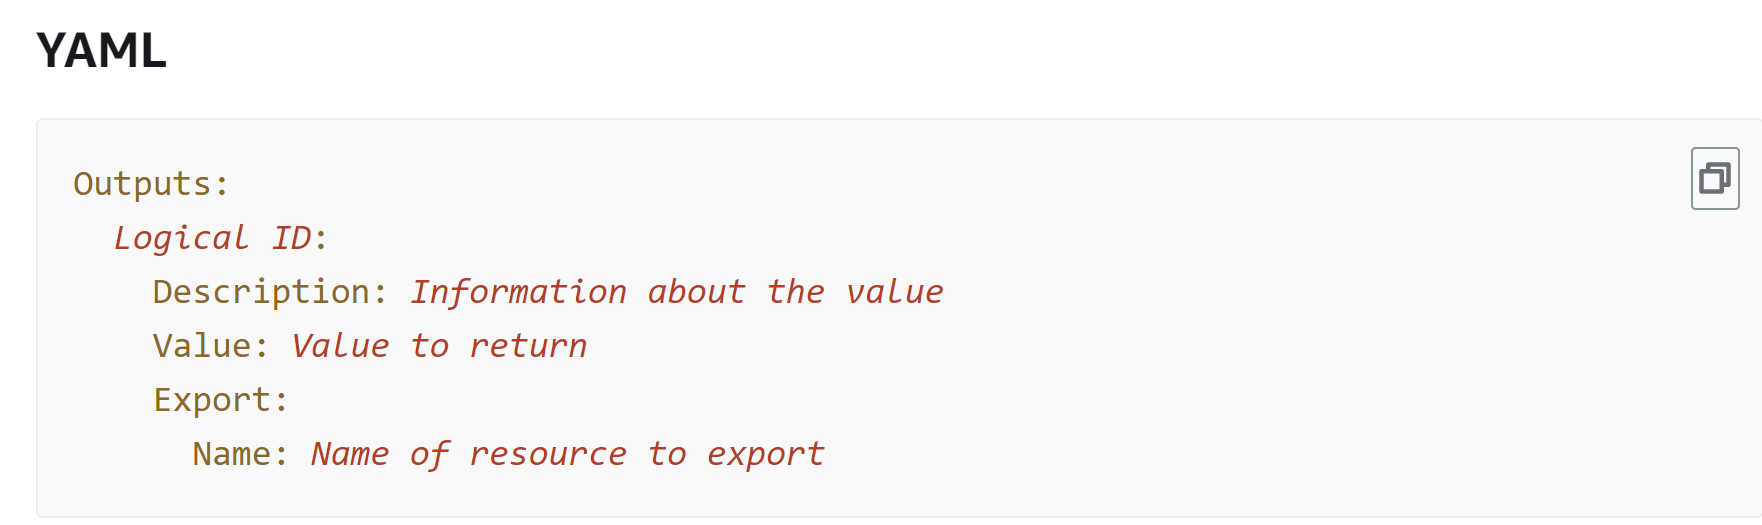 YAML
Outputs:
  Logical ID:
    Description: Information about the value
    Value: Value to return
    Export:
      Name: Name of resource to export